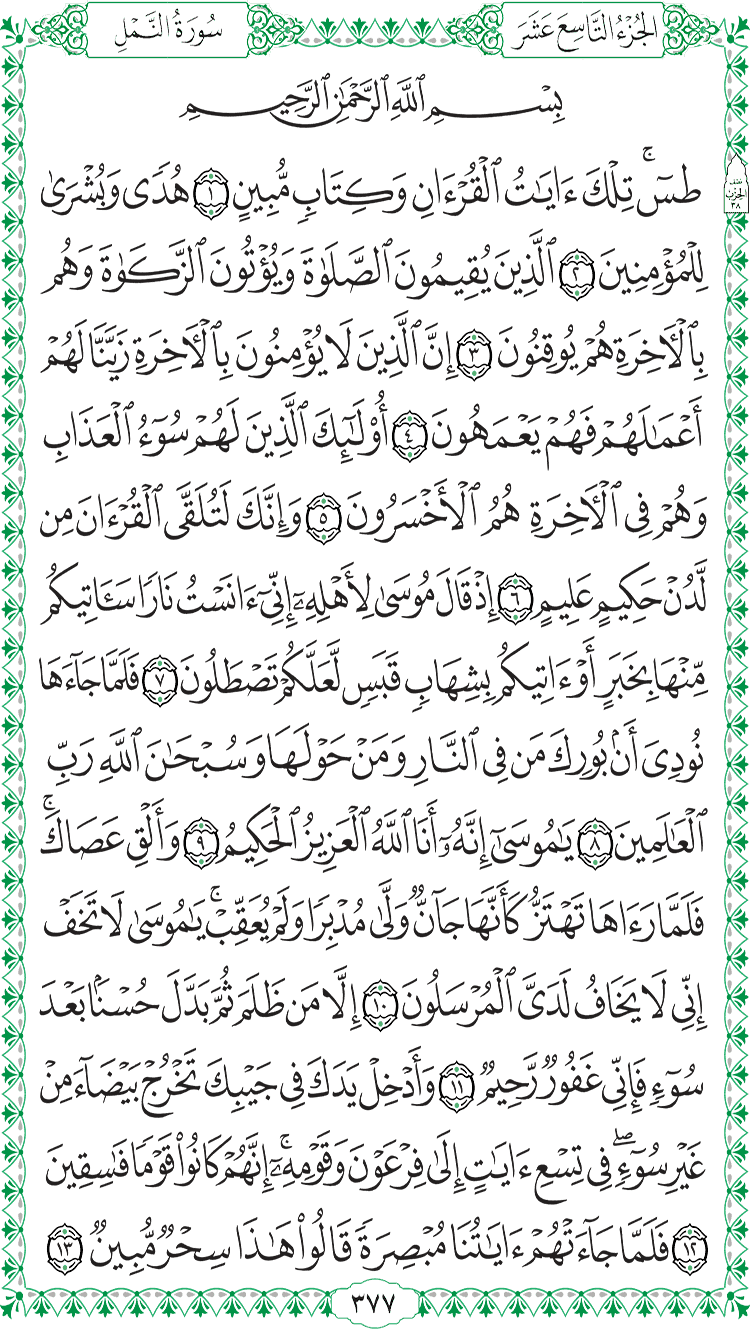 الجُزْءُ التَّاسِعَ عَشَرَ
سُورَةُ النَّمْلِ
بِسْمِ ٱللَّهِ ٱلرَّحْمَٰنِ ٱلرَّحِيمِ
نصف
الحزب
٣٨
طسٓۚ تِلْكَ ءَايَٰتُ ٱلْقُرْءَانِ وَكِتَابٍ مُّبِينٍ ١ هُدًى وَبُشْرَىٰ
لِلْمُؤْمِنِينَ ٢ ٱلَّذِينَ يُقِيمُونَ ٱلصَّلَوٰةَ وَيُؤْتُونَ ٱلزَّكَوٰةَ وَهُم
بِٱلْأٓخِرَةِ هُمْ يُوقِنُونَ ٣ إِنَّ ٱلَّذِينَ لَا يُؤْمِنُونَ بِٱلْأٓخِرَةِ زَيَّنَّا لَهُمْ
أَعْمَٰلَهُمْ فَهُمْ يَعْمَهُونَ ٤ أُو۟لَٰٓئِكَ ٱلَّذِينَ لَهُمْ سُوٓءُ ٱلْعَذَابِ
وَهُمْ فِى ٱلْأٓخِرَةِ هُمُ ٱلْأَخْسَرُونَ ٥ وَإِنَّكَ لَتُلَقَّى ٱلْقُرْءَانَ مِن
لَّدُنْ حَكِيمٍ عَلِيمٍ ٦ إِذْ قَالَ مُوسَىٰ لِأَهْلِهِۦٓ إِنِّىٓ ءَانَسْتُ نَارًا سَـَٔاتِيكُم
مِّنْهَا بِخَبَرٍ أَوْ ءَاتِيكُم بِشِهَابٍ قَبَسٍ لَّعَلَّكُمْ تَصْطَلُونَ ٧ فَلَمَّا جَآءَهَا
نُودِىَ أَنۢ بُورِكَ مَن فِى ٱلنَّارِ وَمَنْ حَوْلَهَا وَسُبْحَٰنَ ٱللَّهِ رَبِّ
ٱلْعَٰلَمِينَ ٨ يَٰمُوسَىٰٓ إِنَّهُۥٓ أَنَا ٱللَّهُ ٱلْعَزِيزُ ٱلْحَكِيمُ ٩ وَأَلْقِ عَصَاكَۚ
فَلَمَّا رَءَاهَا تَهْتَزُّ كَأَنَّهَا جَآنٌّ وَلَّىٰ مُدْبِرًا وَلَمْ يُعَقِّبْۚ يَٰمُوسَىٰ لَا تَخَفْ
إِنِّى لَا يَخَافُ لَدَىَّ ٱلْمُرْسَلُونَ ١٠ إِلَّا مَن ظَلَمَ ثُمَّ بَدَّلَ حُسْنًۢا بَعْدَ
سُوٓءٍ فَإِنِّى غَفُورٌ رَّحِيمٌ ١١ وَأَدْخِلْ يَدَكَ فِى جَيْبِكَ تَخْرُجْ بَيْضَآءَ مِنْ
غَيْرِ سُوٓءٍۖ فِى تِسْعِ ءَايَٰتٍ إِلَىٰ فِرْعَوْنَ وَقَوْمِهِۦٓۚ إِنَّهُمْ كَانُوا۟ قَوْمًا فَٰسِقِينَ
١٢ فَلَمَّا جَآءَتْهُمْ ءَايَٰتُنَا مُبْصِرَةً قَالُوا۟ هَٰذَا سِحْرٌ مُّبِينٌ ١٣
٣٧٧